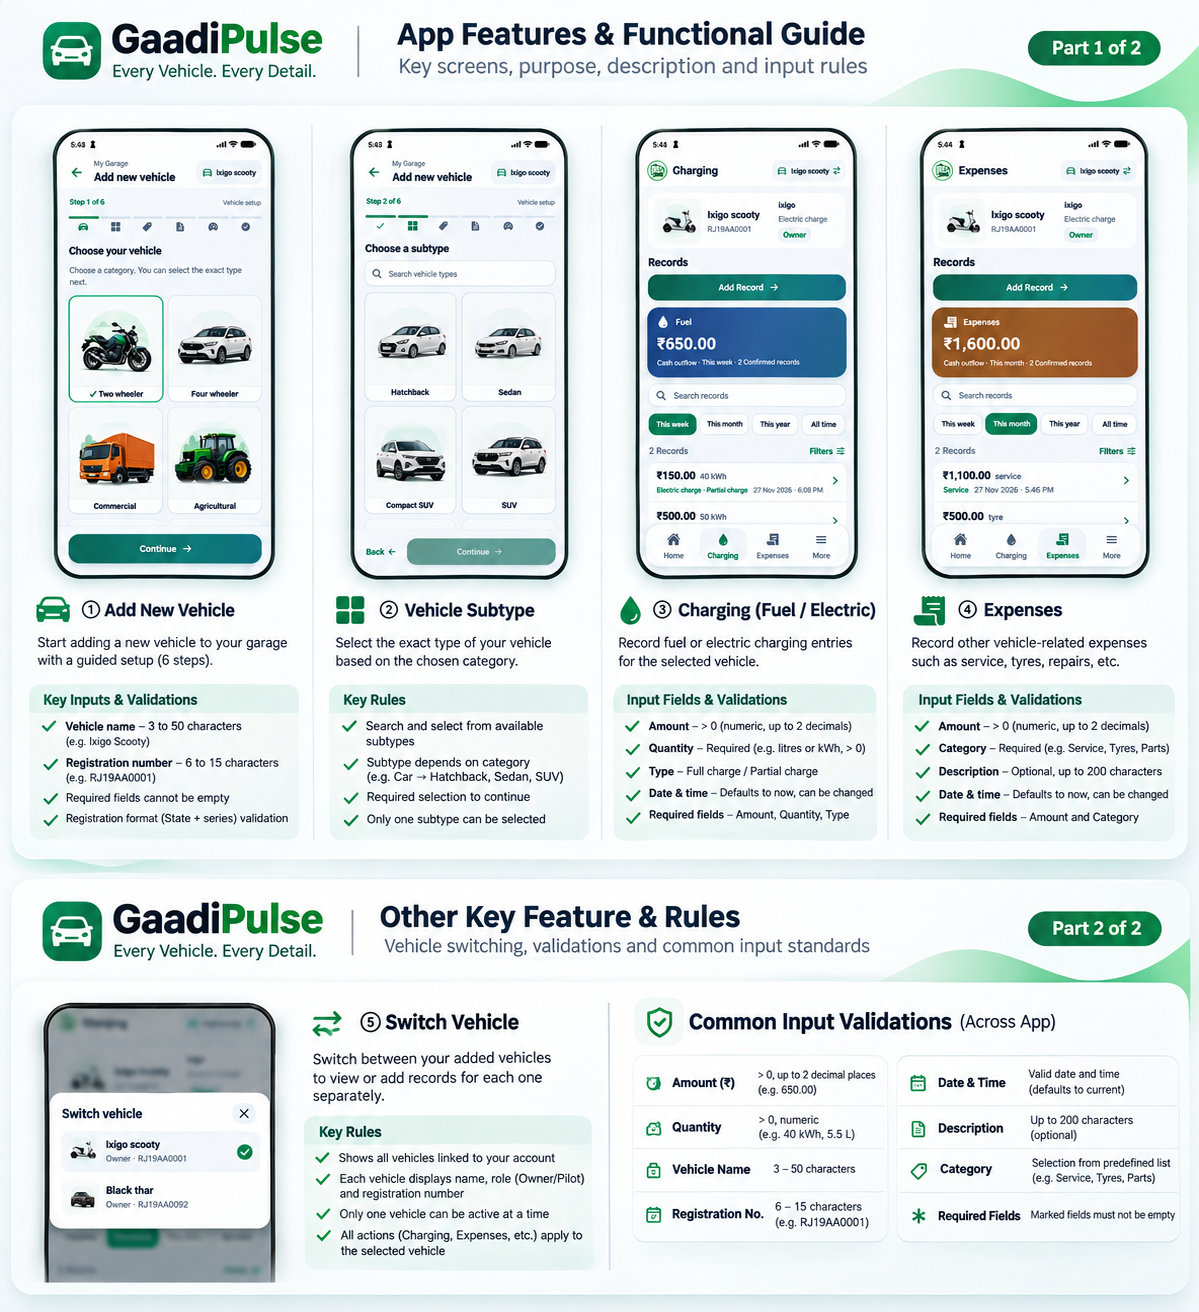 GaadiPulse
Every Vehicle. Every Detail.
App Features & Functional Guide
Key screens, purpose, description and input rules
Part 1 of 2
5:43
My Garage
Add new vehicle
Ixigo scooty
Step 1 of 6
Vehicle setup
Choose your vehicle
Choose a category. You can select the exact type
next.
Two wheeler
Four wheeler
Commercial
Agricultural
Continue →
5:43
My Garage
Add new vehicle
Ixigo scooty
Step 2 of 6
Vehicle setup
Choose a subtype
Search vehicle types
Hatchback
Sedan
Compact SUV
SUV
Back ←
Continue →
5:44
Charging
Ixigo scooty
Ixigo scooty
RJ19AA0001
ixigo
Electric charge
Owner
Records
Add Record →
Fuel
₹650.00
Cash outflow · This week · 2 Confirmed records
Search records
This week
This month
This year
All time
2 Records
Filters
₹150.00 40 kWh
Electric charge · Partial charge 27 Nov 2026 · 6:08 PM
₹500.00 50 kWh
Home
Charging
Expenses
More
5:44
Expenses
Ixigo scooty
Ixigo scooty
RJ19AA0001
ixigo
Electric charge
Owner
Records
Add Record →
Expenses
₹1,600.00
Cash outflow · This month · 2 Confirmed records
Search records
This week
This month
This year
All time
2 Records
Filters
₹1,100.00 service
Service 27 Nov 2026 · 5:46 PM
₹500.00 tyre
Home
Charging
Expenses
More
① Add New Vehicle
Start adding a new vehicle to your garage
with a guided setup (6 steps).
Key Inputs & Validations
Vehicle name – 3 to 50 characters
(e.g. Ixigo Scooty)
Registration number – 6 to 15 characters
(e.g. RJ19AA0001)
Required fields cannot be empty
Registration format (State + series) validation
② Vehicle Subtype
Select the exact type of your vehicle
based on the chosen category.
Key Rules
Search and select from available
subtypes
Subtype depends on category
(e.g. Car → Hatchback, Sedan, SUV)
Required selection to continue
Only one subtype can be selected
③ Charging (Fuel / Electric)
Record fuel or electric charging entries
for the selected vehicle.
Input Fields & Validations
Amount – > 0 (numeric, up to 2 decimals)
Quantity – Required (e.g. litres or kWh, > 0)
Type – Full charge / Partial charge
Date & time – Defaults to now, can be changed
Required fields – Amount, Quantity, Type
④ Expenses
Record other vehicle-related expenses
such as service, tyres, repairs, etc.
Input Fields & Validations
Amount – > 0 (numeric, up to 2 decimals)
Category – Required (e.g. Service, Tyres, Parts)
Description – Optional, up to 200 characters
Date & time – Defaults to now, can be changed
Required fields – Amount and Category
GaadiPulse
Every Vehicle. Every Detail.
Other Key Feature & Rules
Vehicle switching, validations and common input standards
Part 2 of 2
Switch vehicle
Ixigo scooty
Owner · RJ19AA0001
Black thar
Owner · RJ19AA0092
⑤ Switch Vehicle
Switch between your added vehicles
to view or add records for each one
separately.
Key Rules
Shows all vehicles linked to your account
Each vehicle displays name, role (Owner/Pilot)
and registration number
Only one vehicle can be active at a time
All actions (Charging, Expenses, etc.) apply to
the selected vehicle
Common Input Validations (Across App)
Amount (₹)
> 0, up to 2 decimal places
(e.g. 650.00)
Quantity
> 0, numeric
(e.g. 40 kWh, 5.5 L)
Vehicle Name
3 – 50 characters
Registration No.
6 – 15 characters
(e.g. RJ19AA0001)
Date & Time
Valid date and time
(defaults to current)
Description
Up to 200 characters
(optional)
Category
Selection from predefined list
(e.g. Service, Tyres, Parts)
Required Fields
Marked fields must not be empty